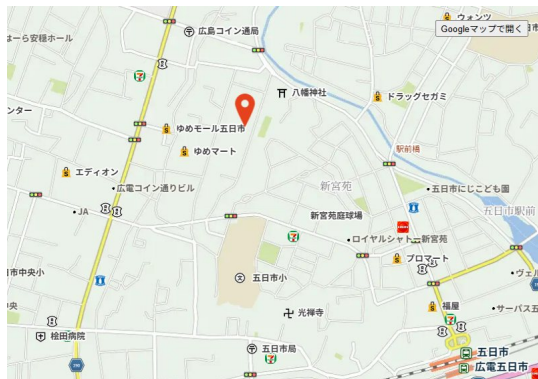 ウォンツ
広島コイン通局
Googleマップで開く
はーら安穏ホール
八幡神社
ドラッグセガミ
ンター
ゆめモール五日市
駅前橋
ゆめマート
エディオン
新宮苑
広電コイン通りビル
五日市にじこども園
JA
新宮苑庭球場
五日市駅前
ロイヤルシャトー新宮苑
プロマート
市中央小
五日市小
ヴェル
中央
光禅寺
福屋
サーパス五
桧田病院
五日市局
五日市
広電五日市